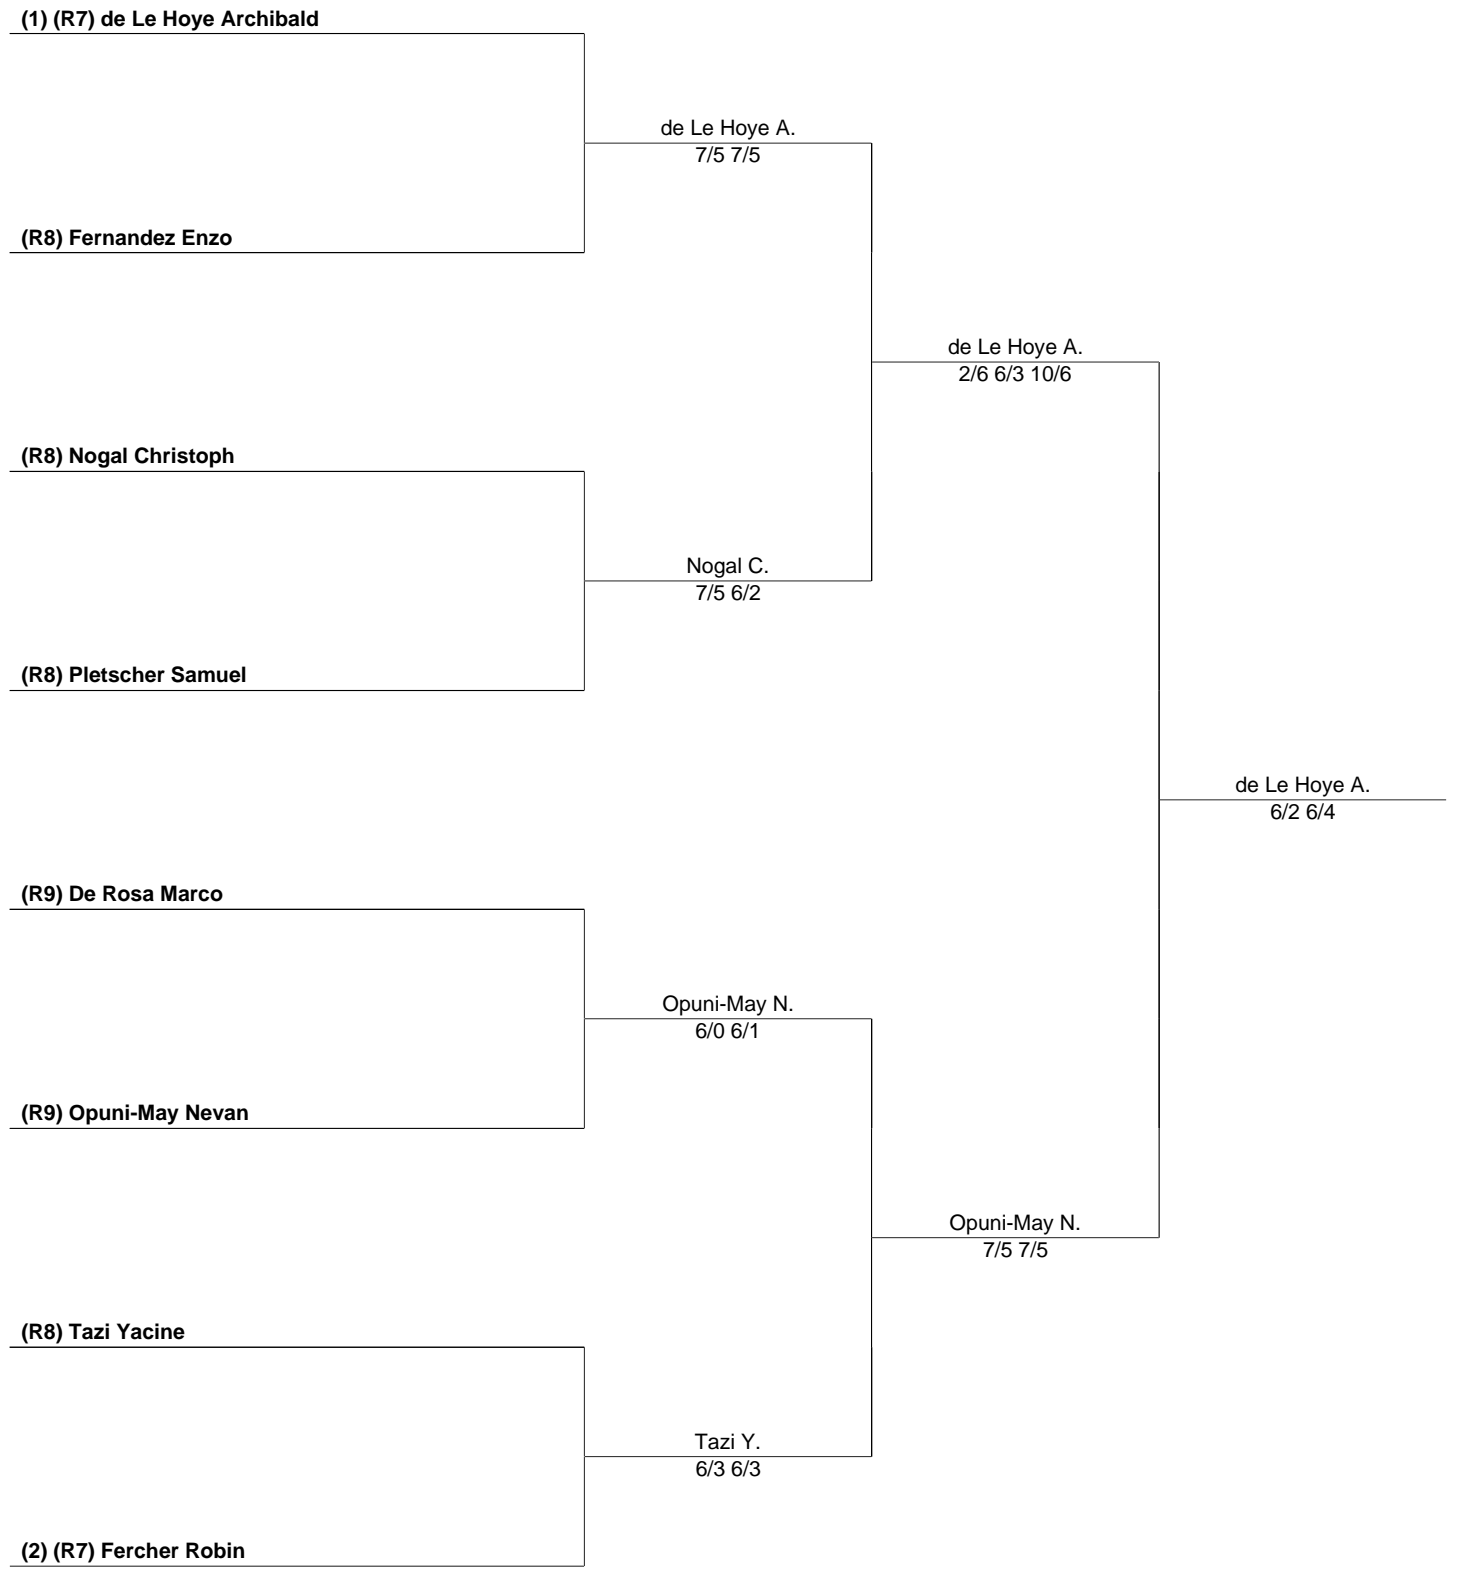 (1) (R7) de Le Hoye Archibald
de Le Hoye A.
7/5 7/5
(R8) Fernandez Enzo
de Le Hoye A.
2/6 6/3 10/6
(R8) Nogal Christoph
Nogal C.
7/5 6/2
(R8) Pletscher Samuel
de Le Hoye A.
6/2 6/4
(R9) De Rosa Marco
Opuni-May N.
6/0 6/1
(R9) Opuni-May Nevan
Opuni-May N.
7/5 7/5
(R8) Tazi Yacine
Tazi Y.
6/3 6/3
(2) (R7) Fercher Robin